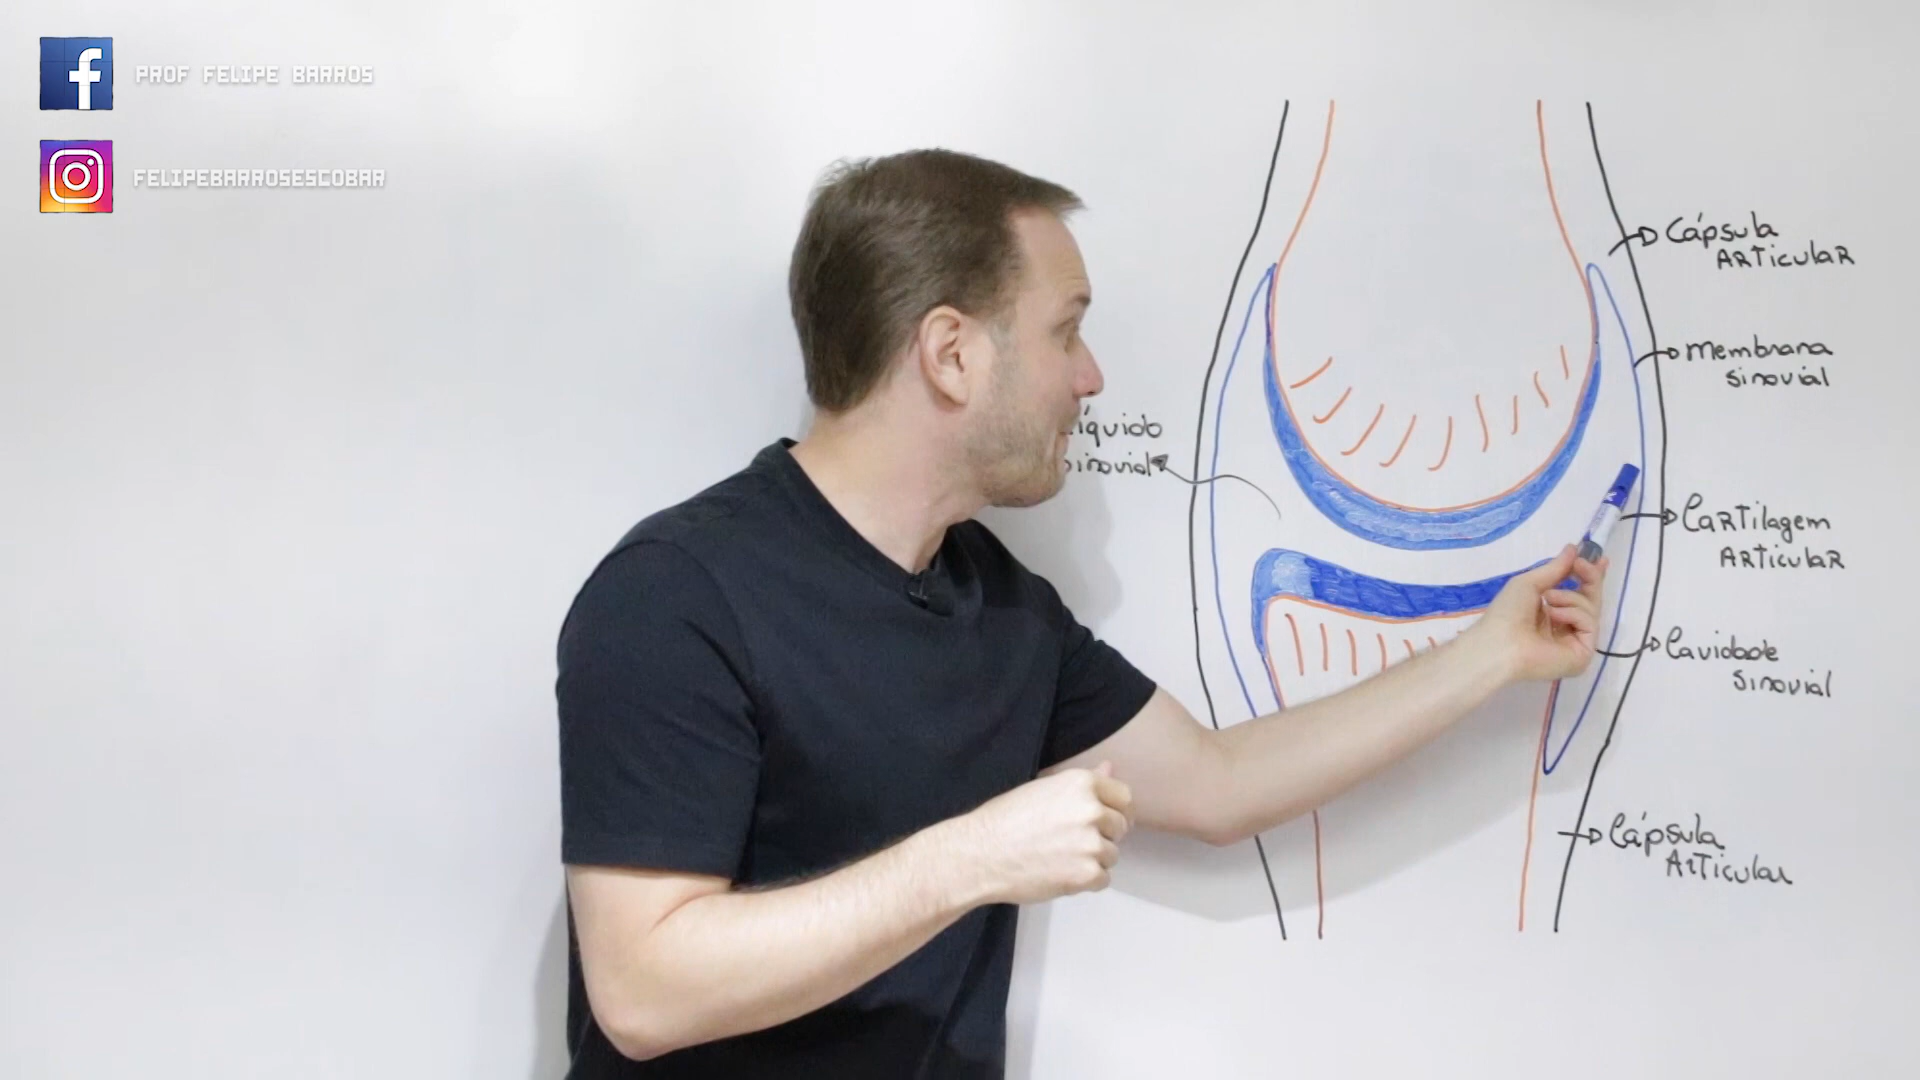 PROF FELIPE BARROS
FELIPEBARROSESCOBAR
Cápsula
ARTICULAR
Membrana
sinovial
líquido
sinovial
CARTILAGEM
ARTICULAR
Cavidade
Sinovial
Cápsula
ARTICULAR